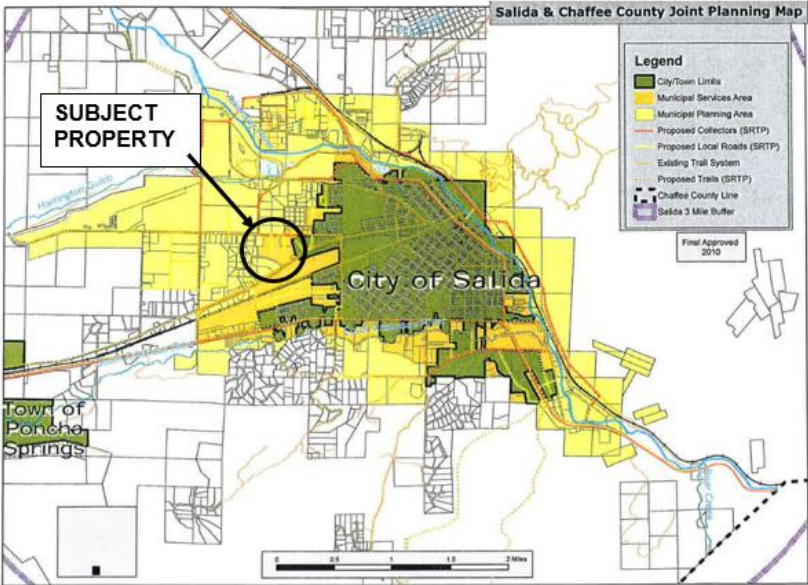 Salida & Chaffee County Joint Planning Map
Legend
City/Town Limits
Municipal Services Area
Municipal Planning Area
Proposed Collectors (SRTP)
Proposed Local Roads (SRTP)
Existing Trail System
Proposed Trails (SRTP)
Chaffee County Line
Salida 3 Mile Buffer
Final Approved
2010
SUBJECT
PROPERTY
Harrington Gulch
City of Salida
Town of
Poncha
Springs
0 0.5 1 1.5 2 Miles